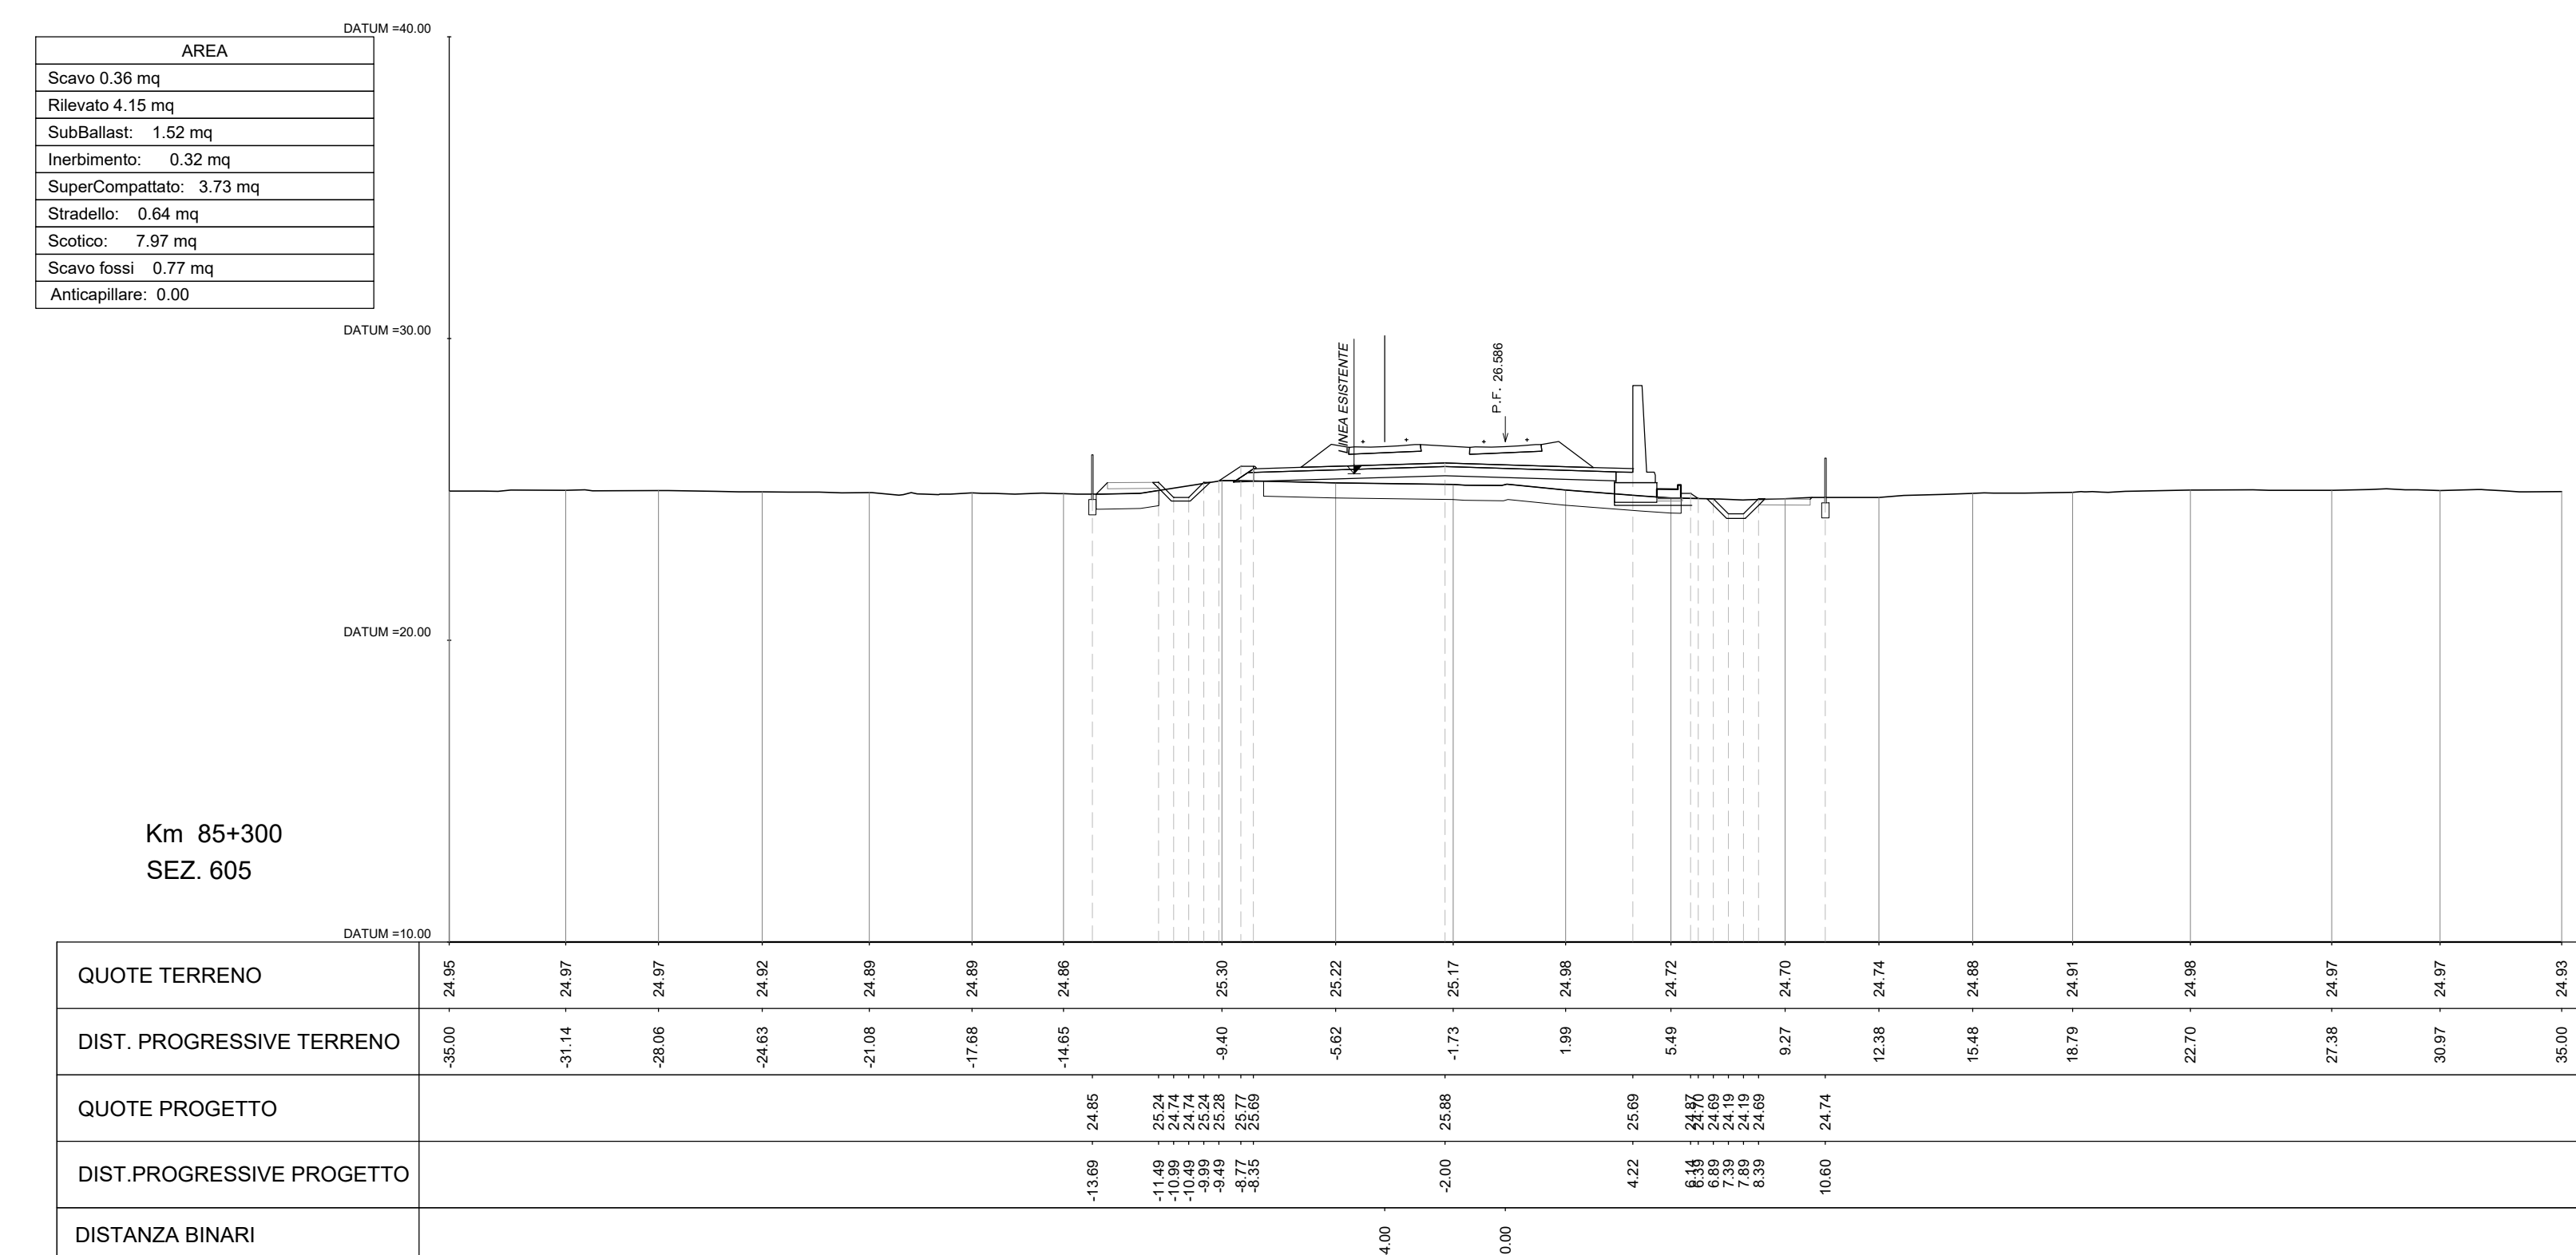 DATUM =40.00
AREA
Scavo 0.36 mq
Rilevato 4.15 mq
SubBallast: 1.52 mq
Inerbimento: 0.32 mq
SuperCompattato: 3.73 mq
Stradello: 0.64 mq
Scotico: 7.97 mq
Scavo fossi 0.77 mq
Anticapillare: 0.00
DATUM =30.00
LINEA ESISTENTE
P.F. 26.586
DATUM =20.00
Km 85+300
SEZ. 605
DATUM =10.00
QUOTE TERRENO 24.95 24.97 24.97 24.92 24.89 24.89 24.86 25.30 25.22 25.17 24.98 24.72 24.70 24.74 24.88 24.91 24.98 24.97 24.97 24.93
DIST. PROGRESSIVE TERRENO -35.00 -31.14 -28.06 -24.63 -21.08 -17.68 -14.65 -9.40 -5.62 -1.73 1.99 5.49 9.27 12.38 15.48 18.79 22.70 27.38 30.97 35.00
QUOTE PROGETTO 24.85 25.24 24.74 24.74 25.24 25.28 25.77 25.69 25.88 25.69 24.87 24.70 24.69 24.19 24.19 24.69 24.74
DIST.PROGRESSIVE PROGETTO -13.69 -11.49 -10.99 -10.49 -9.99 -9.49 -8.77 -8.35 -2.00 4.22 6.14 6.39 6.89 7.39 7.89 8.39 10.60
DISTANZA BINARI 4.00 0.00